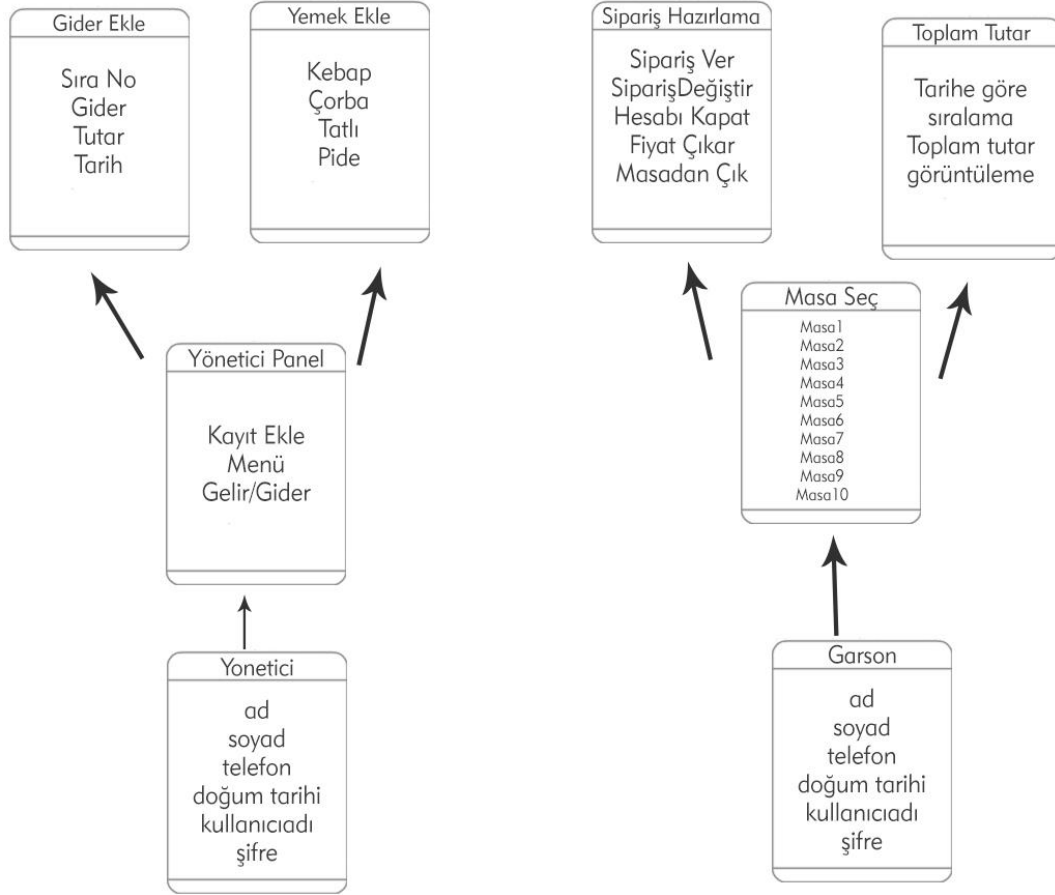 Gider Ekle
Sıra No
Gider
Tutar
Tarih
Yemek Ekle
Kebap
Çorba
Tatlı
Pide
Sipariş Hazırlama
Sipariş Ver
SiparişDeğiştir
Hesabı Kapat
Fiyat Çıkar
Masadan Çık
Toplam Tutar
Tarihe göre
sıralama
Toplam tutar
görüntüleme
Yönetici Panel
Kayıt Ekle
Menü
Gelir/Gider
Masa Seç
Masa1
Masa2
Masa3
Masa4
Masa5
Masa6
Masa7
Masa8
Masa9
Masa10
Yonetici
ad
soyad
telefon
doğum tarihi
kullanıcıadı
şifre
Garson
ad
soyad
telefon
doğum tarihi
kullanıcıadı
şifre